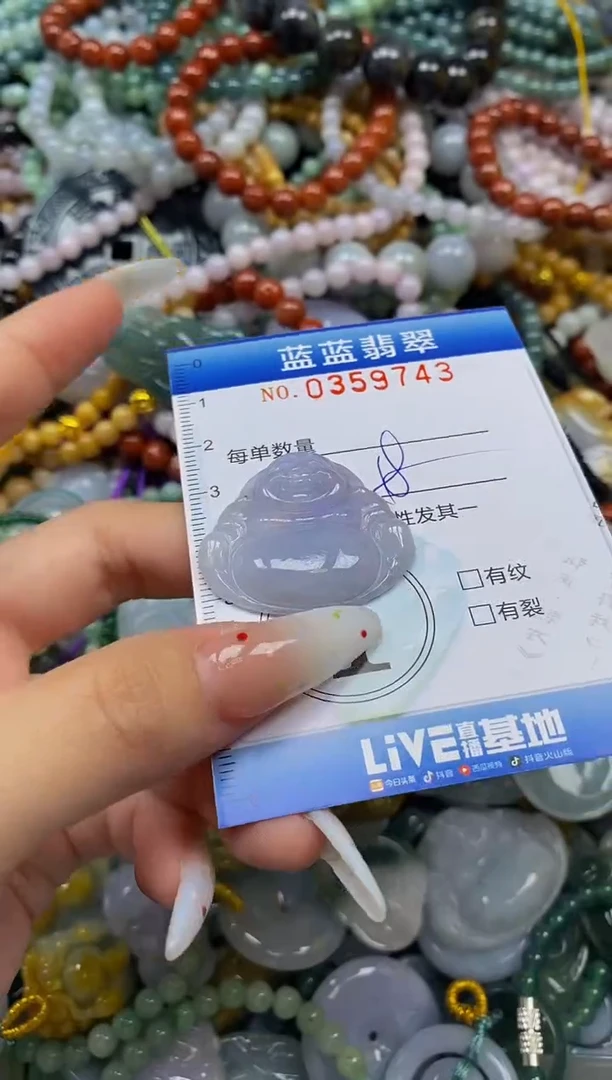 0
蓝蓝翡翠
1
NO.0359743
2
每单数量
8
3
性发其一
□有纹
□有裂
LiVE直播基地
今日头条 抖音 西瓜视频 抖音火山版